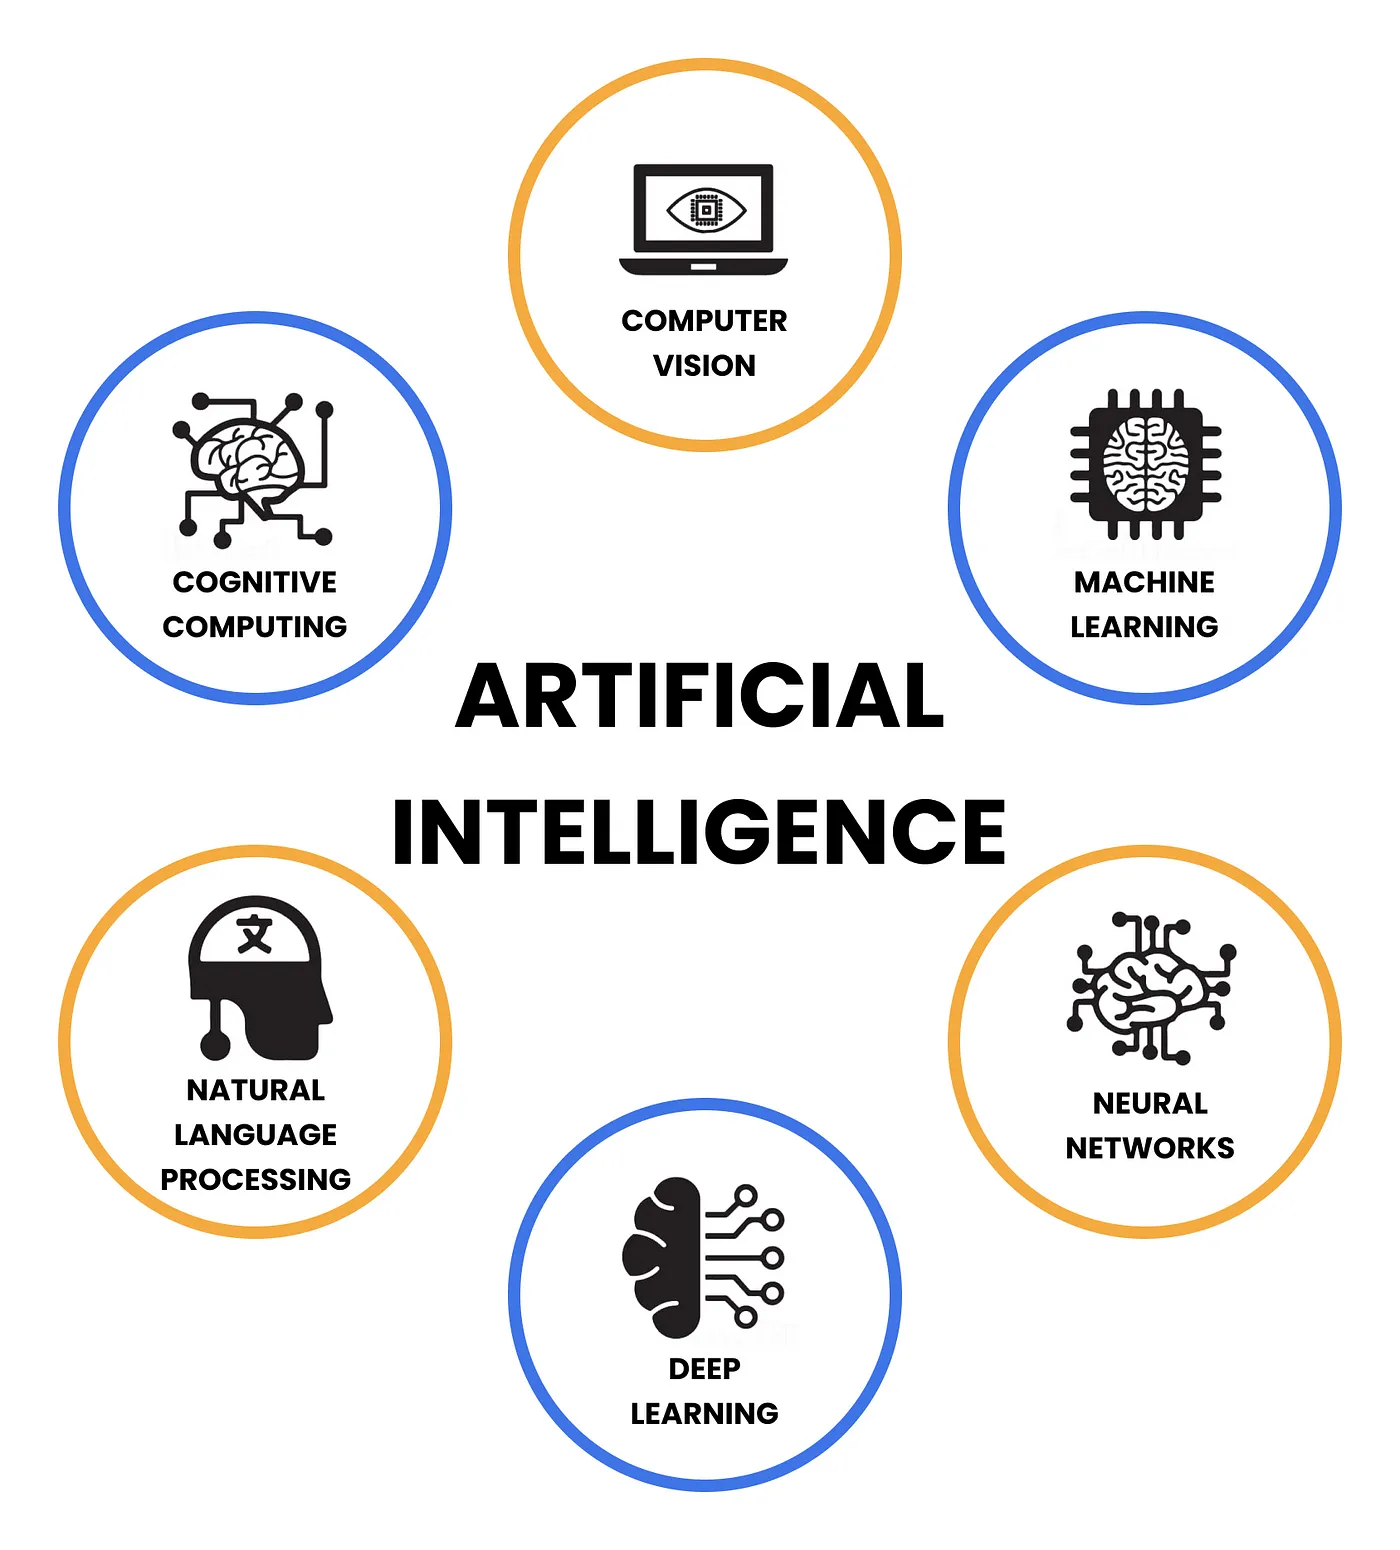 COMPUTER
VISION
COGNITIVE
COMPUTING
MACHINE
LEARNING
ARTIFICIAL
INTELLIGENCE
文
NATURAL
LANGUAGE
PROCESSING
NEURAL
NETWORKS
DEEP
LEARNING